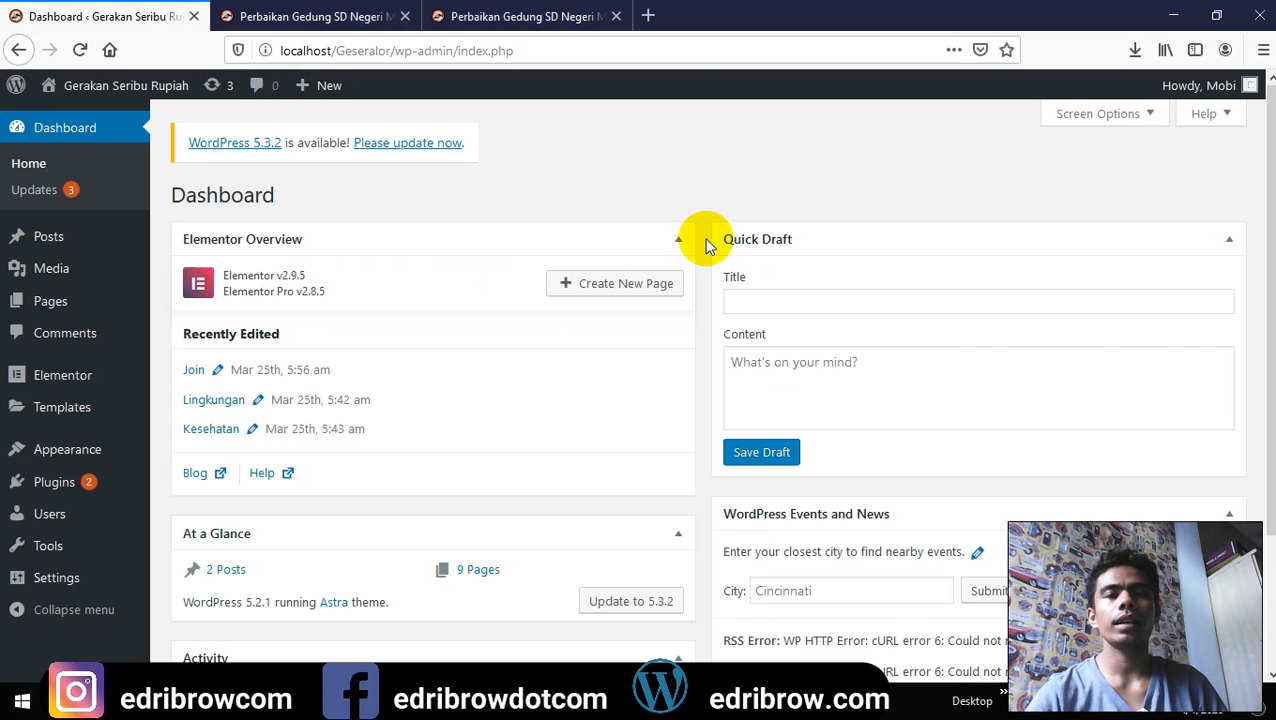 Dashboard ‹ Gerakan Seribu Ru
Perbaikan Gedung SD Negeri M
Perbaikan Gedung SD Negeri M
localhost/Geseralor/wp-admin/index.php
Gerakan Seribu Rupiah
3
0
New
Howdy, Mobi
Dashboard
Home
Updates 3
Posts
Media
Pages
Comments
Elementor
Templates
Appearance
Plugins 2
Users
Tools
Settings
Collapse menu
Screen Options
Help
WordPress 5.3.2 is available! Please update now.
Dashboard
Elementor Overview
Elementor v2.9.5
Elementor Pro v2.8.5
Create New Page
Recently Edited
Join Mar 25th, 5:56 am
Lingkungan Mar 25th, 5:42 am
Kesehatan Mar 25th, 5:43 am
Blog
Help
At a Glance
2 Posts
9 Pages
WordPress 5.2.1 running Astra theme.
Update to 5.3.2
Activity
Quick Draft
Title
Content
What's on your mind?
Save Draft
WordPress Events and News
Enter your closest city to find nearby events.
City:
Cincinnati
Submit
RSS Error: WP HTTP Error: cURL error 6: Could not
cURL error 6: Could not
edribrowcom
edribrowdotcom
edribrow.com
Desktop